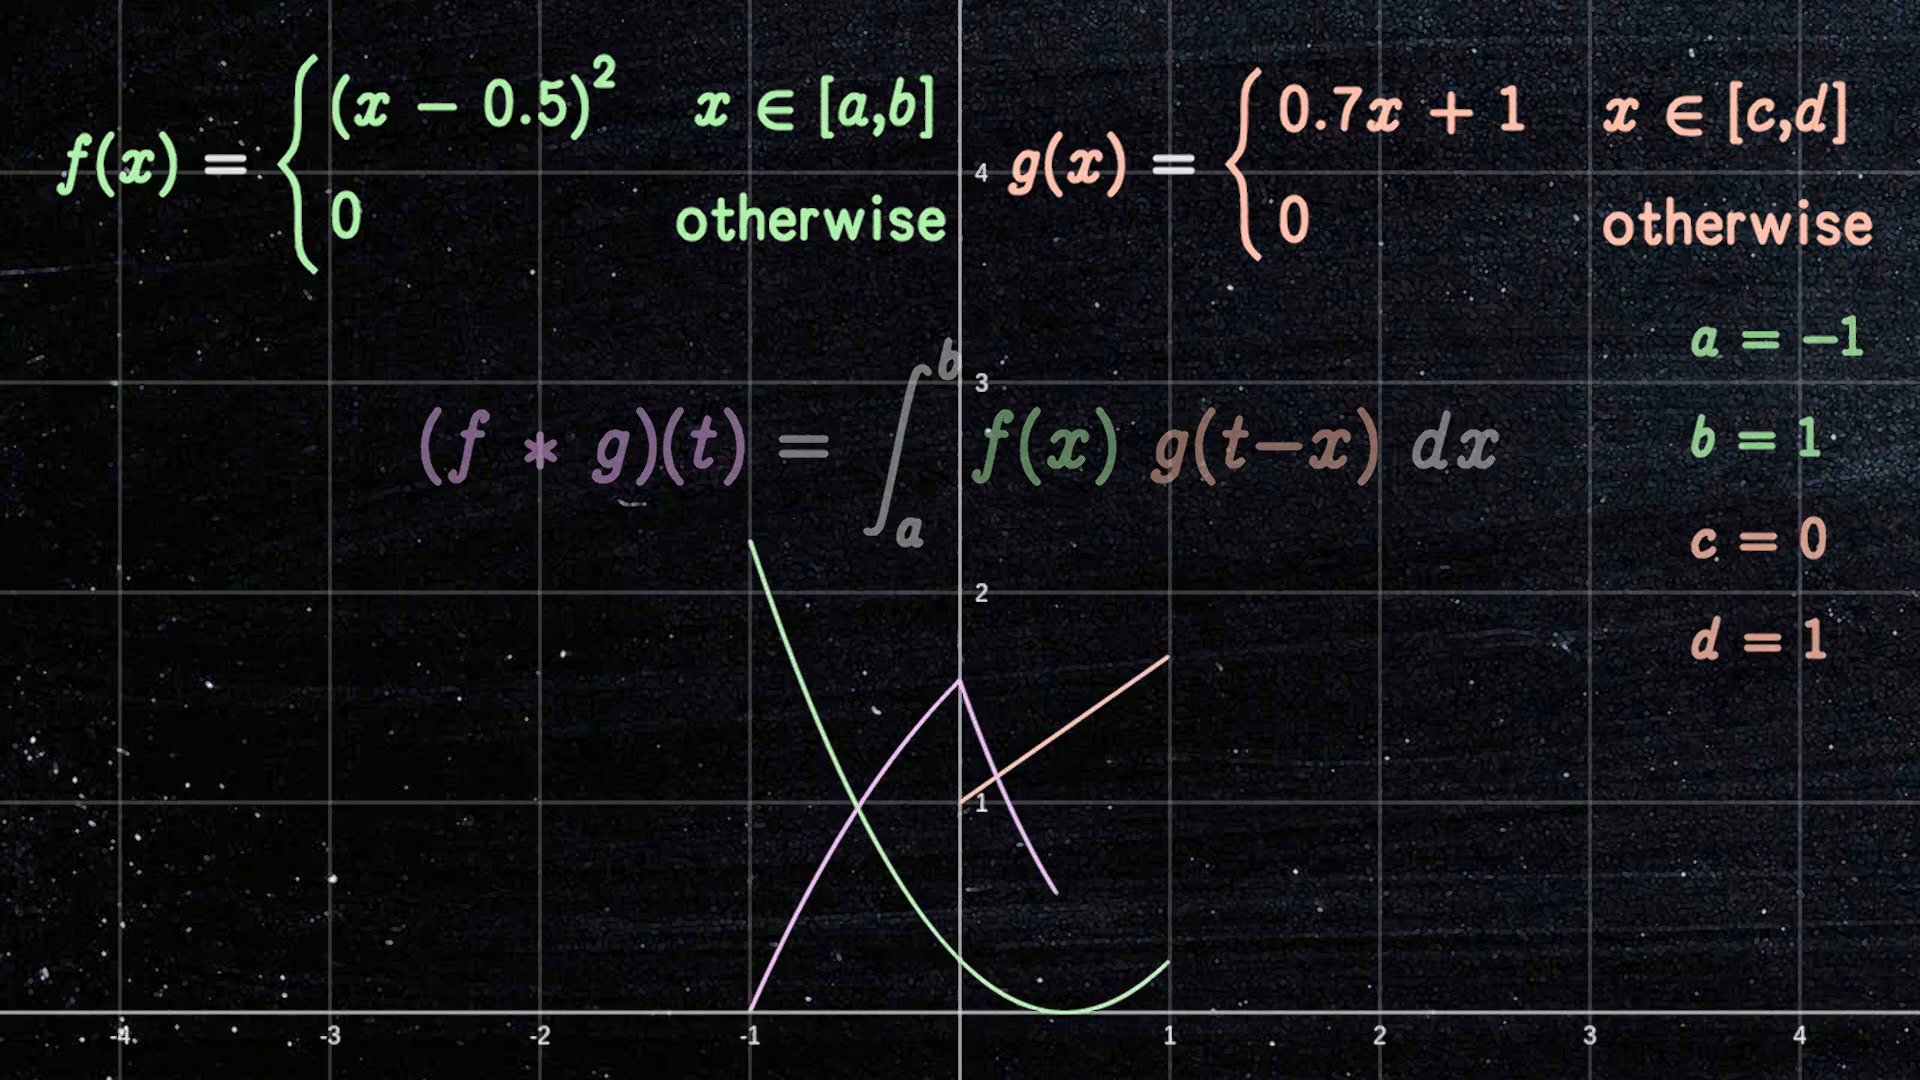 f(x) = { (x − 0.5)² x ∈ [a,b]
0 otherwise
g(x) = { 0.7x + 1 x ∈ [c,d]
0 otherwise
(f * g)(t) = ∫ₐᵇ f(x) g(t−x) dx
a = −1
b = 1
c = 0
d = 1
4
3
2
1
-4 -3 -2 -1 1 2 3 4